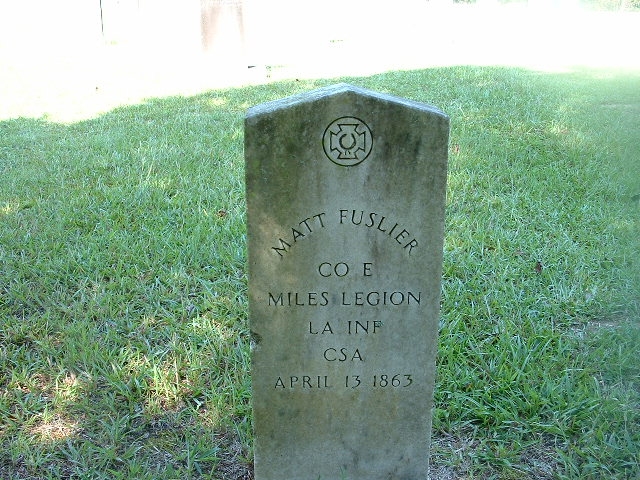 MATT FUSLIER
CO E
MILES LEGION
LA INF
CSA
APRIL 13 1863